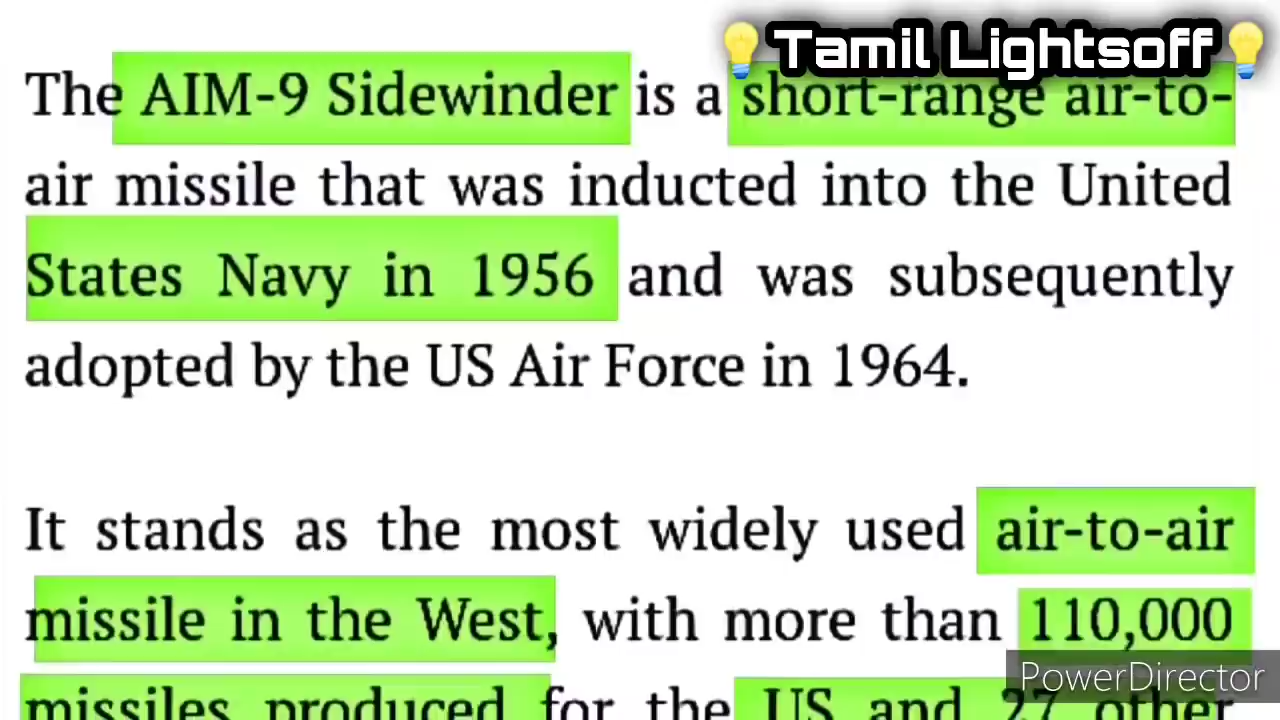 Tamil Lightsoff
The AIM-9 Sidewinder is a short-range air-to-
air missile that was inducted into the United
States Navy in 1956 and was subsequently
adopted by the US Air Force in 1964.
It stands as the most widely used air-to-air
missile in the West, with more than 110,000
PowerDirector
missiles produced for the US and 27 other